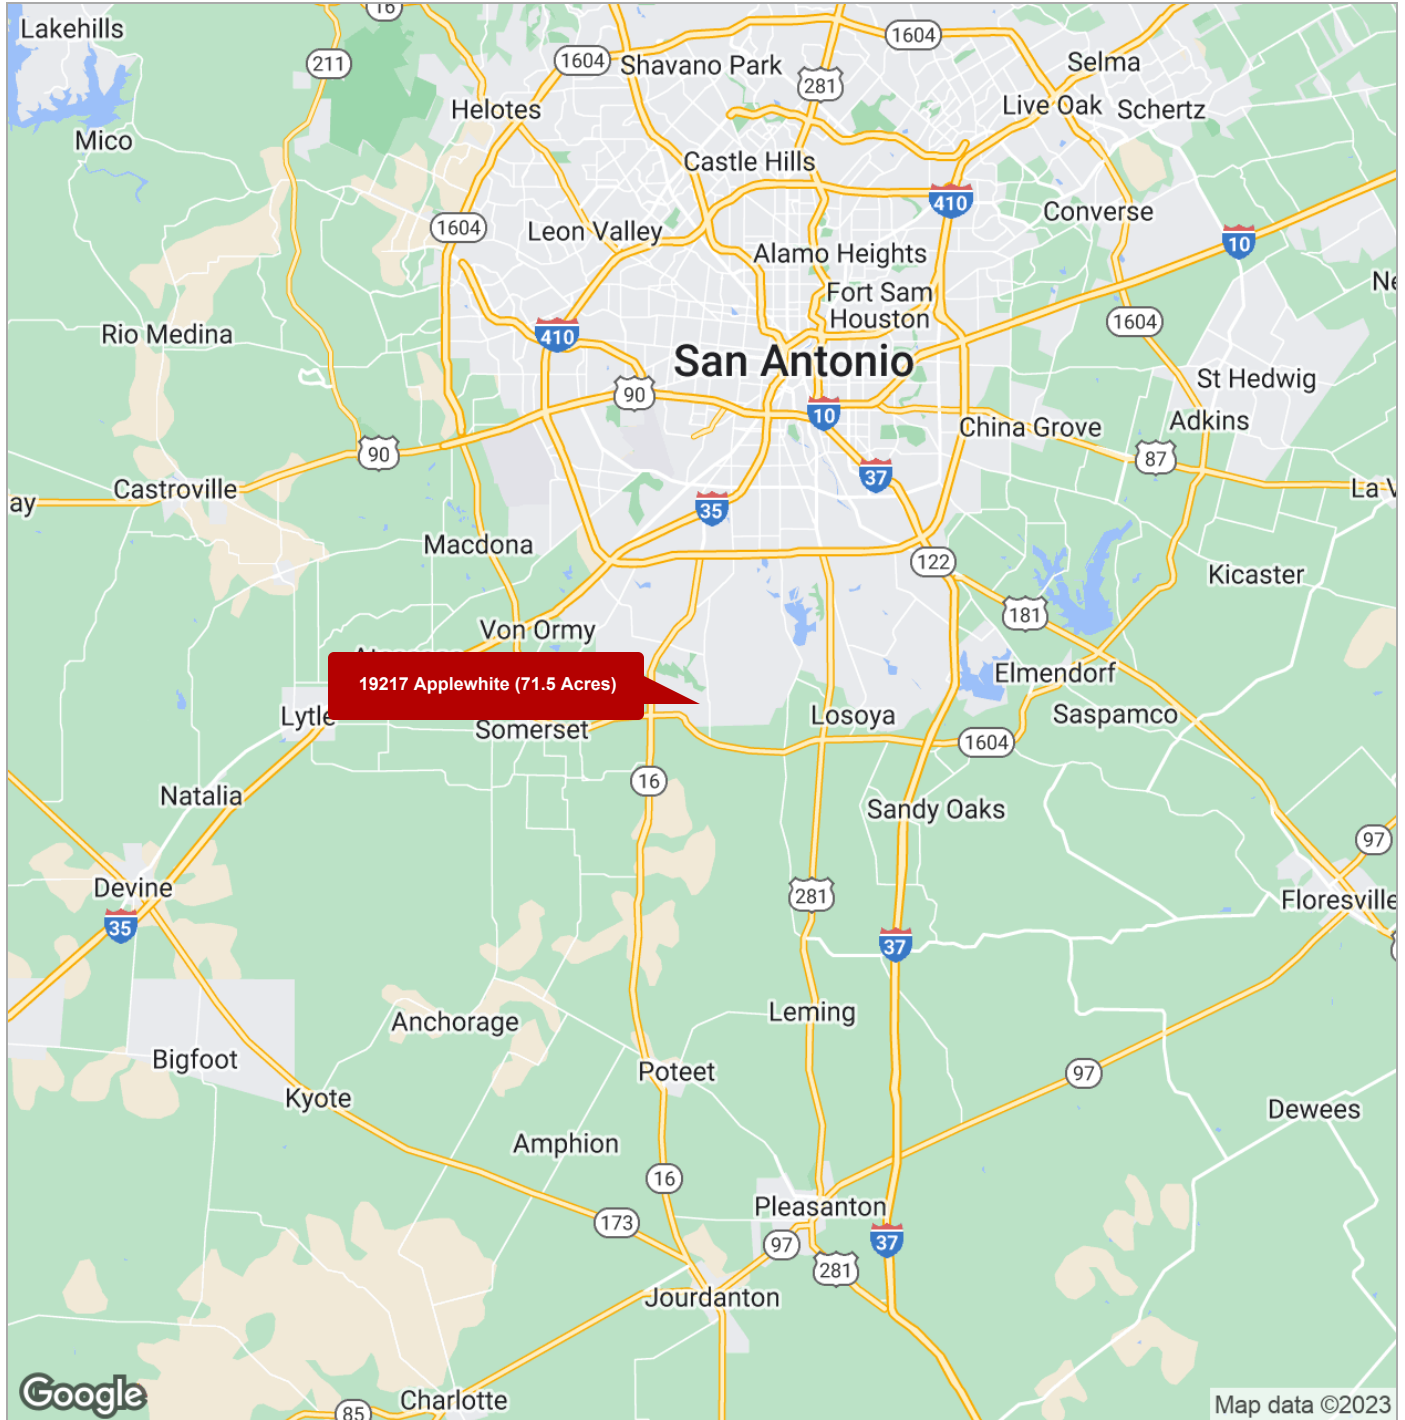 16
Lakehills
1604
211
1604
Shavano Park
Selma
281
Helotes
Live Oak
Schertz
Mico
Castle Hills
410
Converse
1604
Leon Valley
10
Alamo Heights
Fort Sam
Houston
1604
Rio Medina
410
San Antonio
St Hedwig
90
10
Adkins
China Grove
90
87
37
Castroville
La V
ay
35
Macdona
122
Kicaster
181
Von Ormy
Elmendorf
19217 Applewhite (71.5 Acres)
Lytle
Losoya
Saspamco
Somerset
1604
16
Natalia
Sandy Oaks
97
Devine
281
Floresville
35
37
Leming
Anchorage
Bigfoot
Poteet
97
Kyote
Dewees
Amphion
16
Pleasanton
173
97
37
281
Jourdanton
Google
Charlotte
85
Map data ©2023